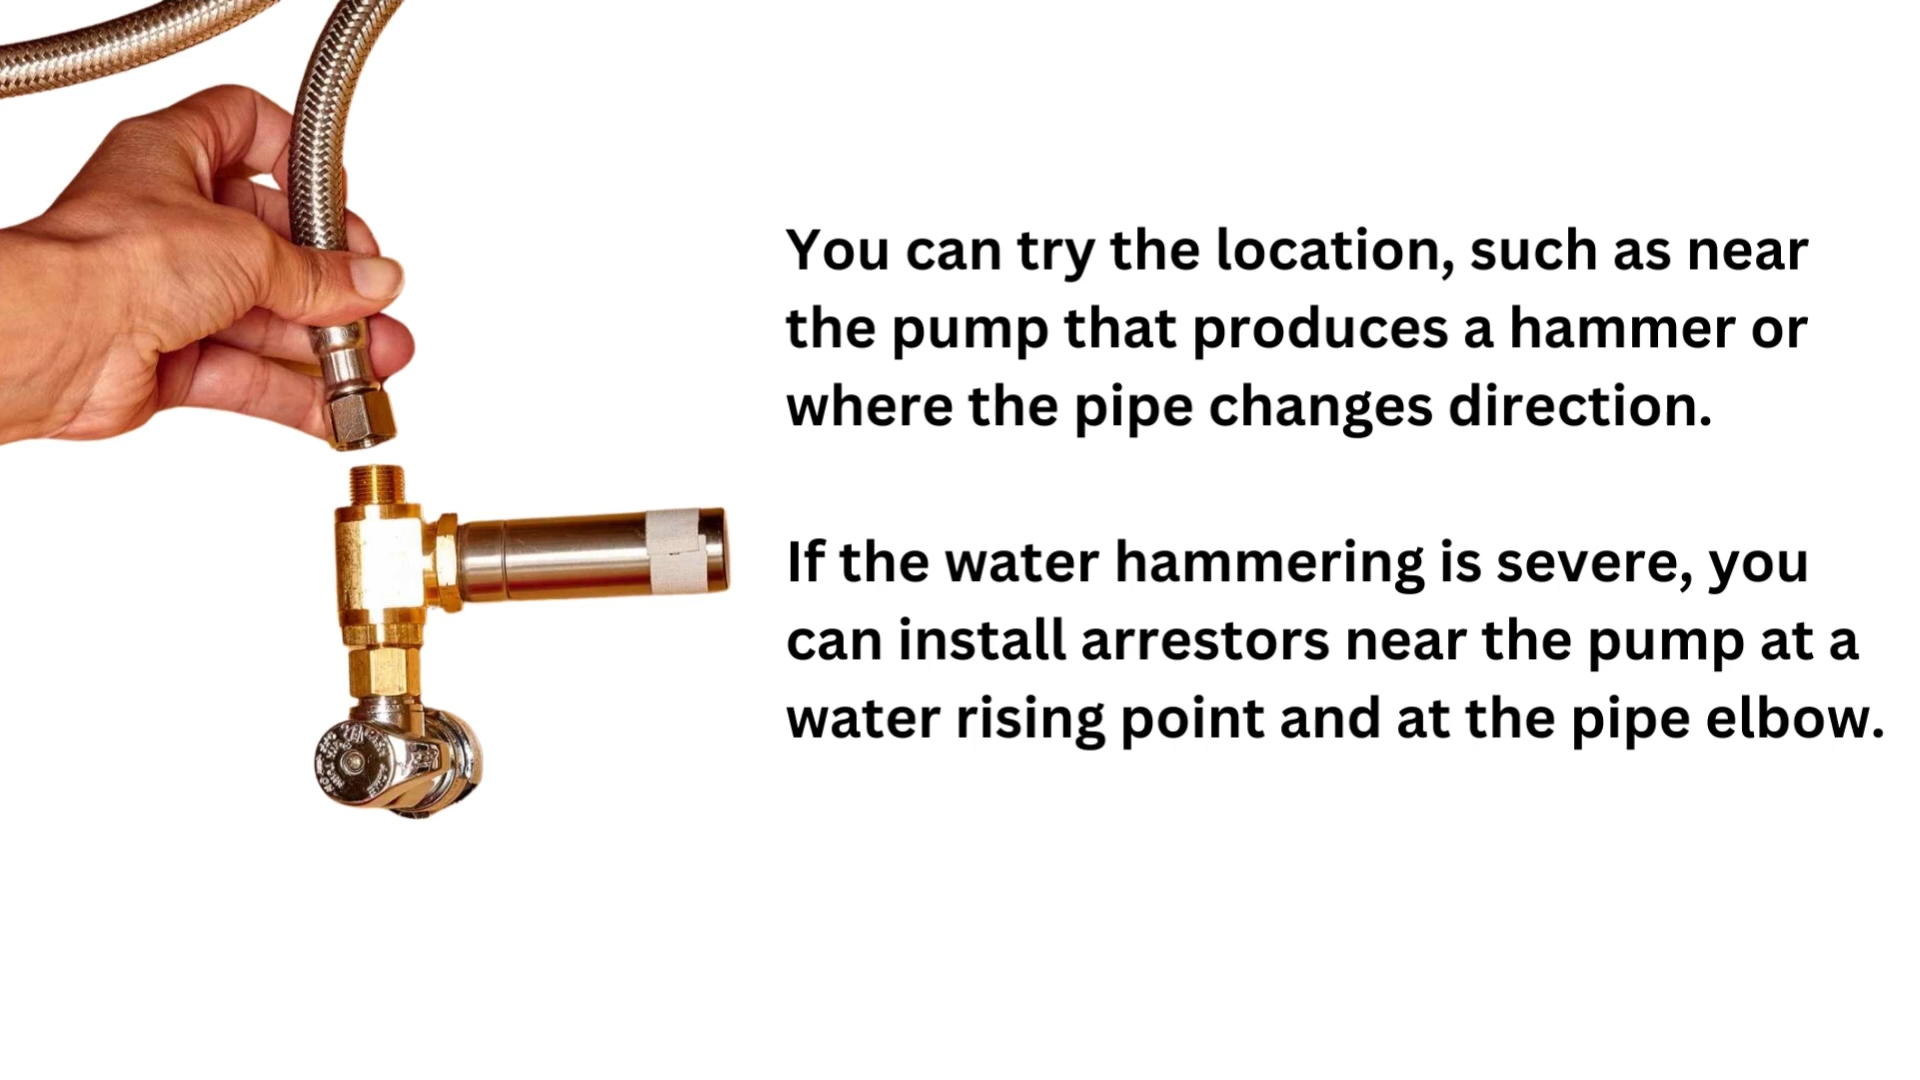 You can try the location, such as near
the pump that produces a hammer or
where the pipe changes direction.
If the water hammering is severe, you
can install arrestors near the pump at a
water rising point and at the pipe elbow.